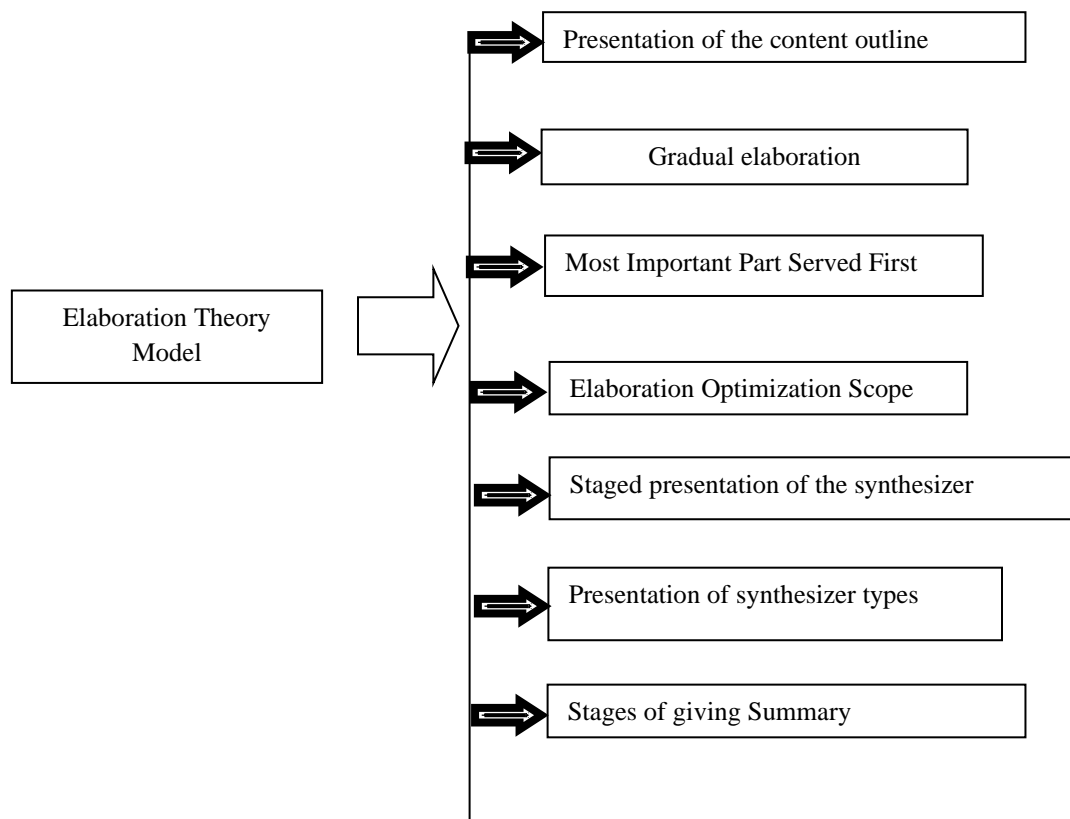 Presentation of the content outline
Gradual elaboration
Most Important Part Served First
Elaboration Theory
Model
Elaboration Optimization Scope
Staged presentation of the synthesizer
Presentation of synthesizer types
Stages of giving Summary